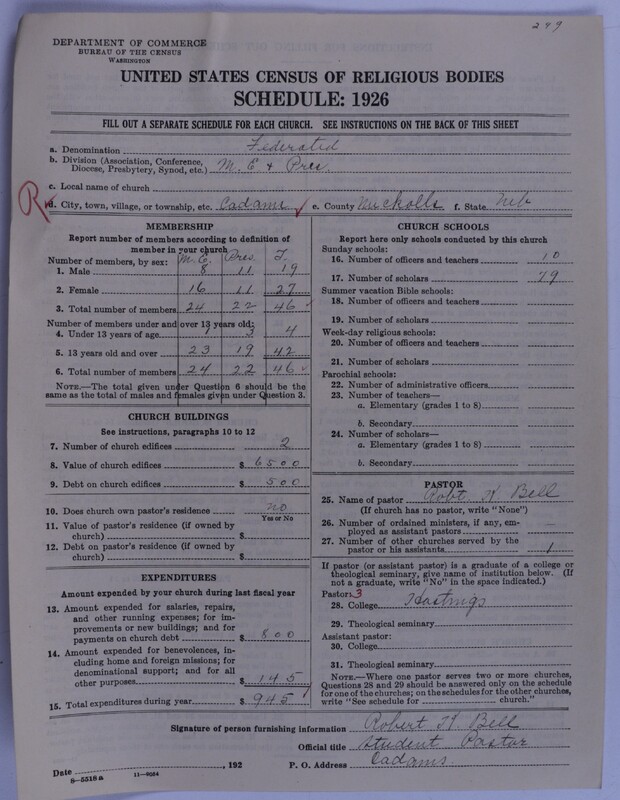 299
DEPARTMENT OF COMMERCE
BUREAU OF THE CENSUS
WASHINGTON
UNITED STATES CENSUS OF RELIGIOUS BODIES
SCHEDULE: 1926
FILL OUT A SEPARATE SCHEDULE FOR EACH CHURCH. SEE INSTRUCTIONS ON THE BACK OF THIS SHEET
a. Denomination Federated
b. Division (Association, Conference, Diocese, Presbytery, Synod, etc.) M. E & Pres.
c. Local name of church
R d. City, town, village, or township, etc. Cadams ✓ e. County Nuckolls f. State Neb
MEMBERSHIP
Report number of members according to definition of member in your church
M.E. Pres. T.
Number of members, by sex:
1. Male 8 11 19
2. Female 16 11 27
3. Total number of members 24 22 46 ✓
Number of members under and over 13 years old:
4. Under 13 years of age 1 3 4
5. 13 years old and over 23 19 42
6. Total number of members 24 22 46 ✓
NOTE.—The total given under Question 6 should be the same as the total of males and females given under Question 3.
CHURCH BUILDINGS
See instructions, paragraphs 10 to 12
7. Number of church edifices 2
8. Value of church edifices $ 6500
9. Debt on church edifices $ 500
10. Does church own pastor's residence no
Yes or No
11. Value of pastor's residence (if owned by church) $
12. Debt on pastor's residence (if owned by church) $
EXPENDITURES
Amount expended by your church during last fiscal year
13. Amount expended for salaries, repairs, and other running expenses; for improvements or new buildings; and for payments on church debt $ 800
14. Amount expended for benevolences, including home and foreign missions; for denominational support; and for all other purposes $ 145
15. Total expenditures during year $ 945
CHURCH SCHOOLS
Report here only schools conducted by this church
Sunday schools:
16. Number of officers and teachers 10
17. Number of scholars 79
Summer vacation Bible schools:
18. Number of officers and teachers
19. Number of scholars
Week-day religious schools:
20. Number of officers and teachers
21. Number of scholars
Parochial schools:
22. Number of administrative officers
23. Number of teachers—
a. Elementary (grades 1 to 8)
b. Secondary
24. Number of scholars—
a. Elementary (grades 1 to 8)
b. Secondary
PASTOR
25. Name of pastor Robt. H. Bell
(If church has no pastor, write "None")
26. Number of ordained ministers, if any, employed as assistant pastors —
27. Number of other churches served by the pastor or his assistants 1
If pastor (or assistant pastor) is a graduate of a college or theological seminary, give name of institution below. (If not a graduate, write "No" in the space indicated.)
Pastor: 3
28. College Hastings
29. Theological seminary
Assistant pastor:
30. College
31. Theological seminary
NOTE.—Where one pastor serves two or more churches, Questions 28 and 29 should be answered only on the schedule for one of the churches; on the schedules for the other churches, write "See schedule for church."
Signature of person furnishing information Robert H. Bell
Official title Student Pastor
Date , 192 P. O. Address Cadams.
8-5518a 11-9064